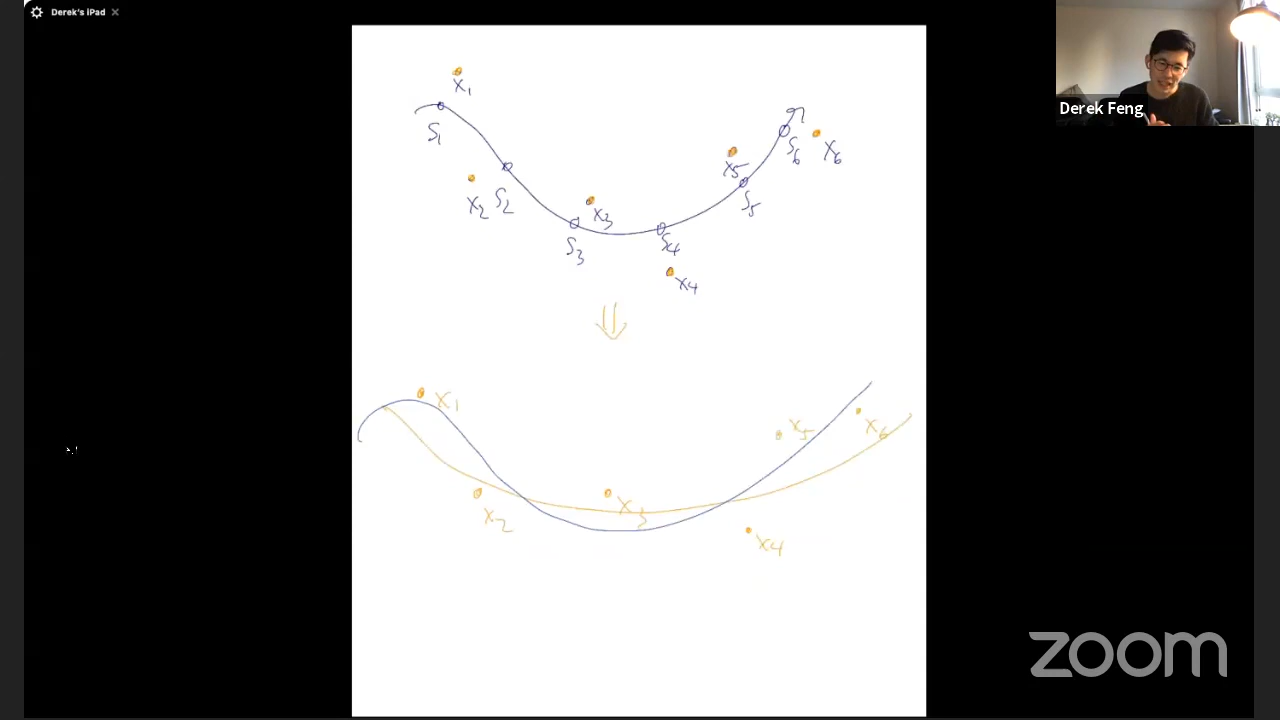 Derek's iPad
Derek Feng
x1
S1
x2 S2
x3
S3
S4
x4
x5
S5
S6
x6
x1
x2
x3
x4
x5
x6
zoom